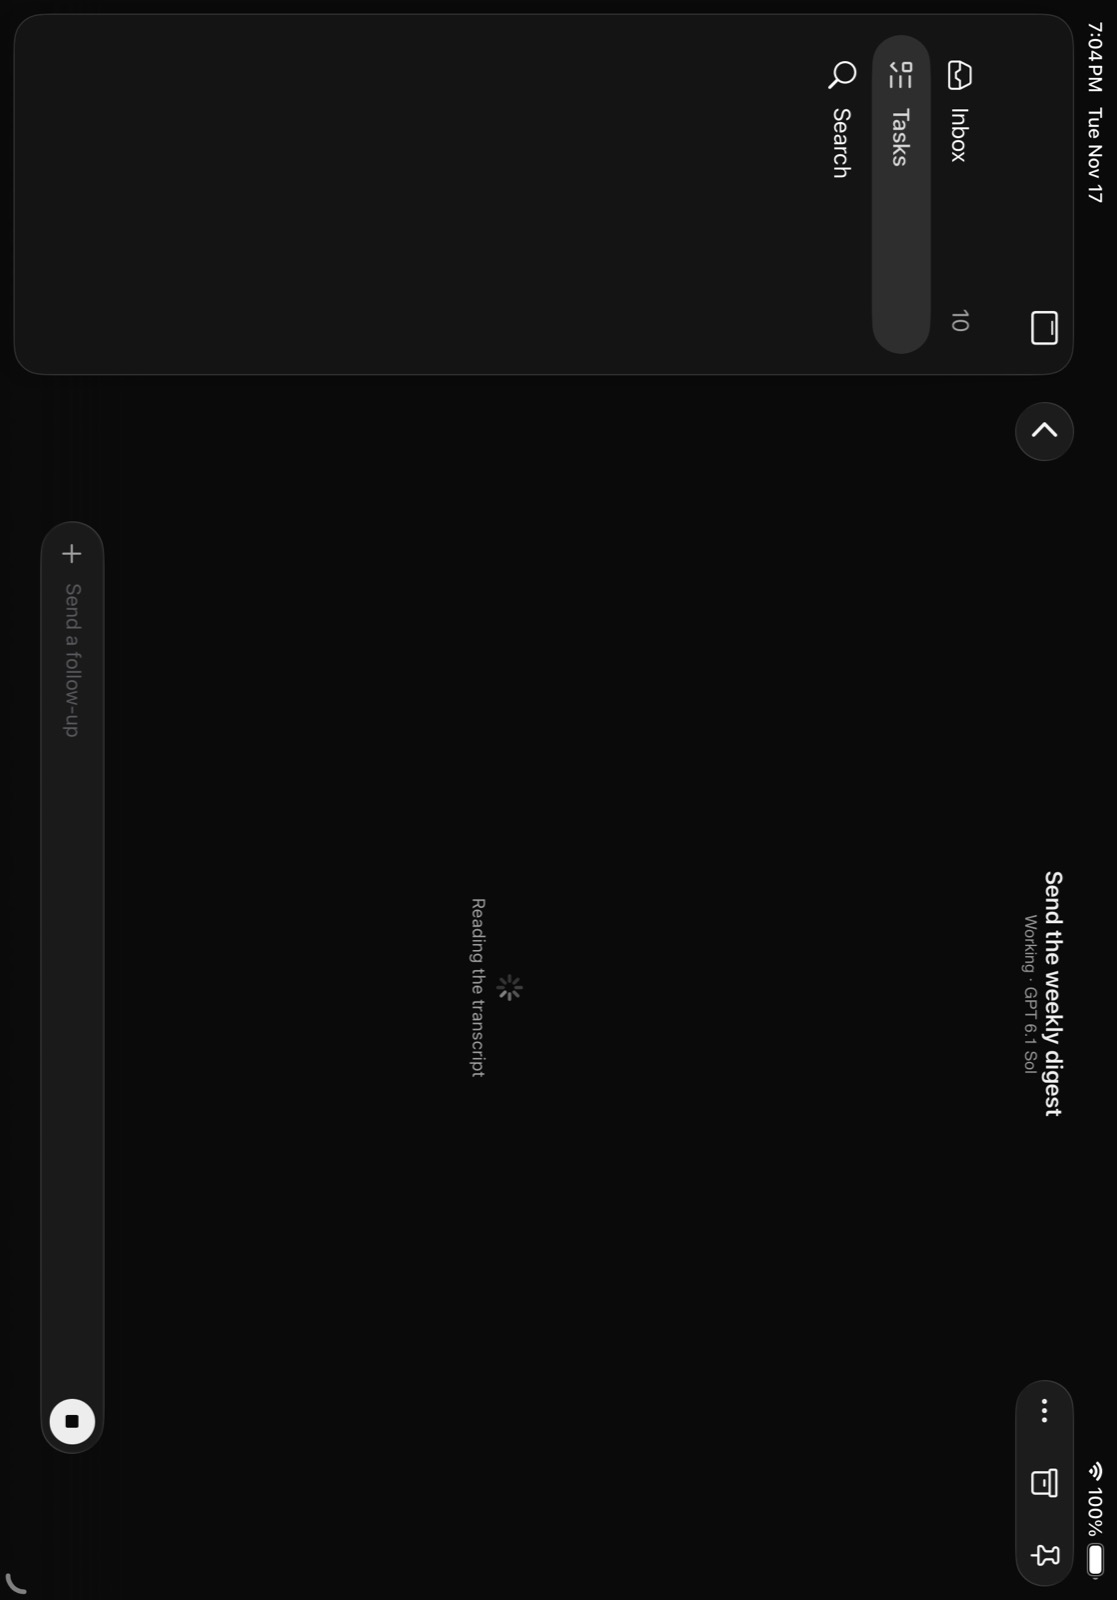 7:04 PM Tue Nov 17
100%
Inbox 10
Tasks
Search
Send the weekly digest
Working · GPT 6.1 Sol
Reading the transcript
Send a follow-up